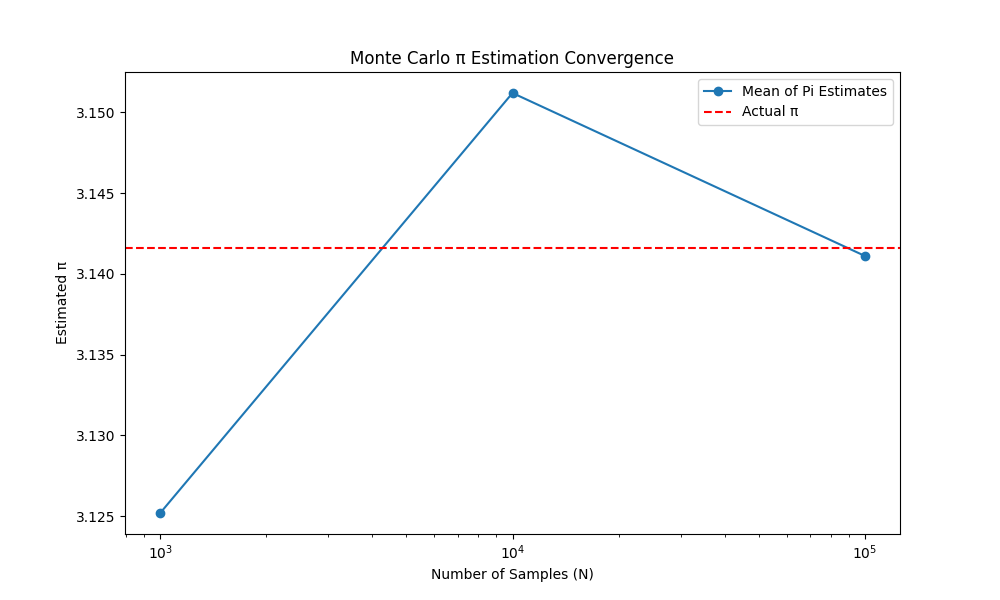 Monte Carlo π Estimation Convergence
Mean of Pi Estimates
Actual π
Estimated π
3.150
3.145
3.140
3.135
3.130
3.125
10³
10⁴
10⁵
Number of Samples (N)